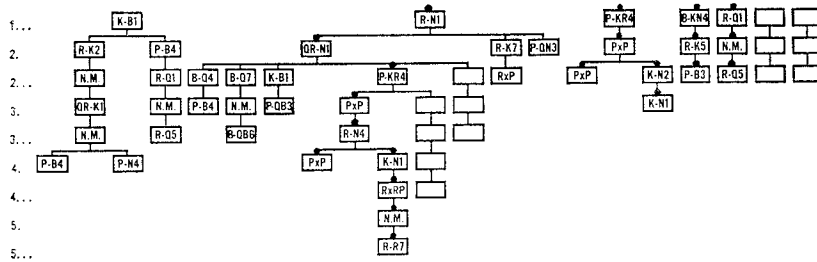 1... K-B1 R-N1 P-KR4 B-KN4 R-Q1
2. R-K2 P-B4 QR-N1 R-K7 P-QN3 PxP R-K5 N.M.
2... N.M. R-Q1 B-Q4 B-Q7 K-B1 P-KR4 RxP PxP K-N2 P-B3 R-Q5
3. QR-K1 N.M. P-B4 N.M. P-QB3 PxP K-N1
3... N.M. R-Q5 B-QB6 R-N4
4. P-B4 P-N4 PxP K-N1
4... RxRP
5. N.M.
5... R-R7